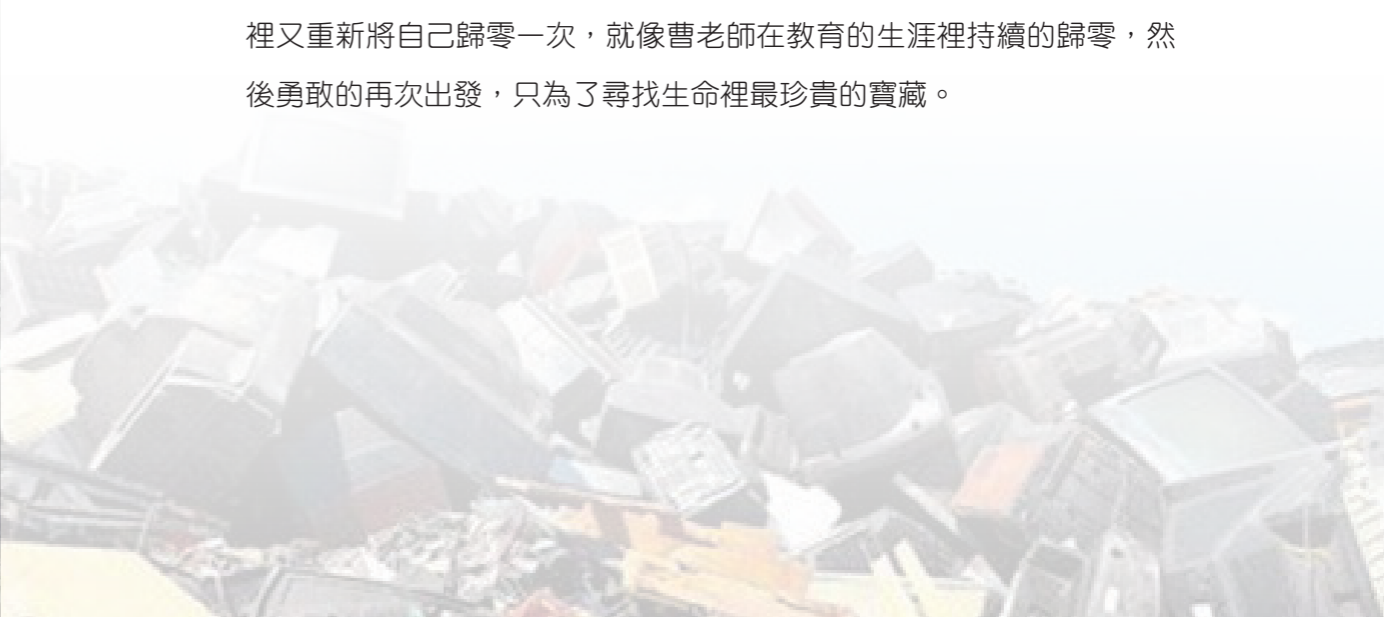 裡又重新將自己歸零一次，就像曹老師在教育的生涯裡持續的歸零，然
後勇敢的再次出發，只為了尋找生命裡最珍貴的寶藏。